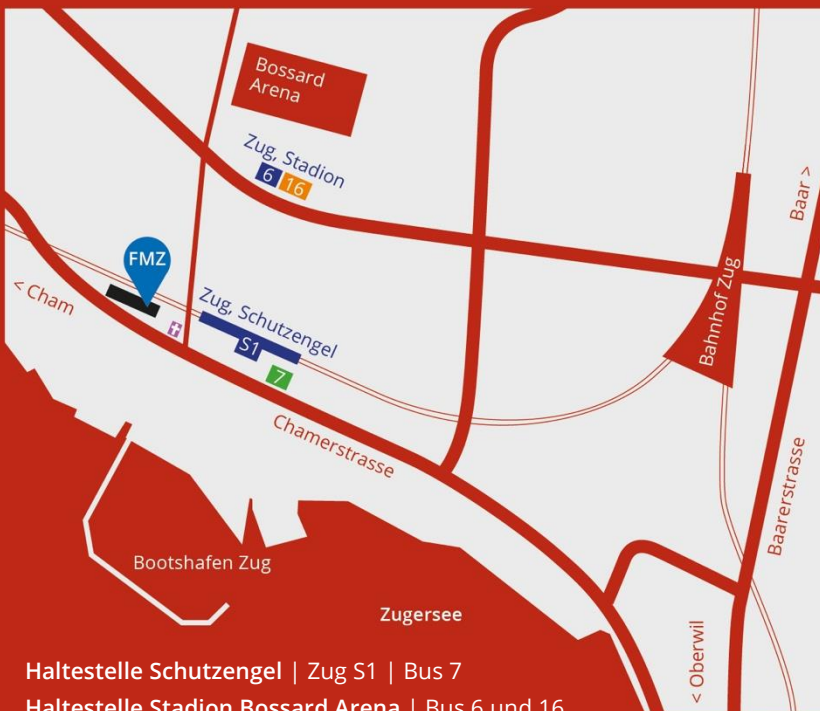 Bossard
Arena
Zug, Stadion
6 16
Baar >
FMZ
< Cham
Zug, Schutzengel
S1
7
Bahnhof Zug
Chamerstrasse
Baarerstrasse
Bootshafen Zug
Zugersee
< Oberwil
Haltestelle Schutzengel | Zug S1 | Bus 7
Haltestelle Stadion Bossard Arena | Bus 6 und 16